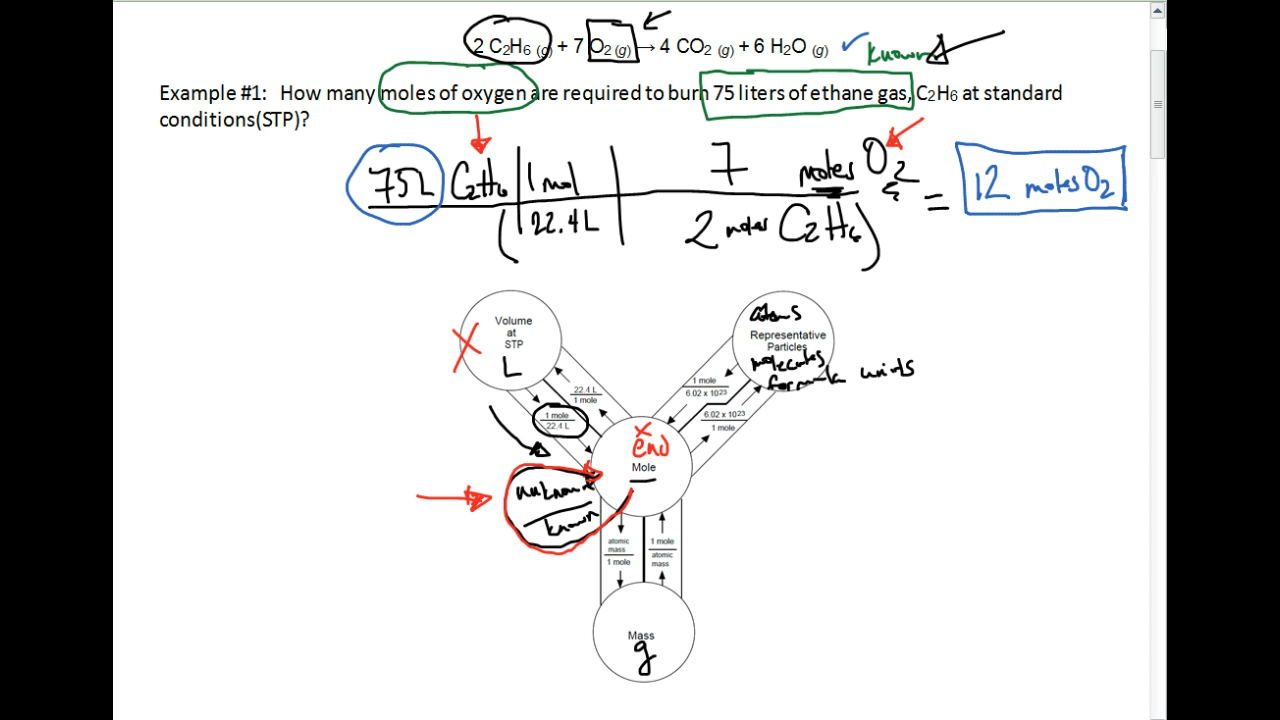 2 C2H6 (g) + 7 O2 (g) → 4 CO2 (g) + 6 H2O (g) ✓ known
Example #1: How many moles of oxygen are required to burn 75 liters of ethane gas, C2H6 at standard
conditions(STP)?
75L C2H6 | 1 mol | 7 moles O2 = 12 moles O2
22.4 L | 2 moles C2H6
Volume
at
STP
L
atoms
Representative
Particles
molecules
formula units
22.4 L
1 mole
1 mole
22.4 L
1 mole
6.02 x 10^23
6.02 x 10^23
1 mole
x
end
Mole
unknown
known
atomic
mass
1 mole
1 mole
atomic
mass
Mass
g